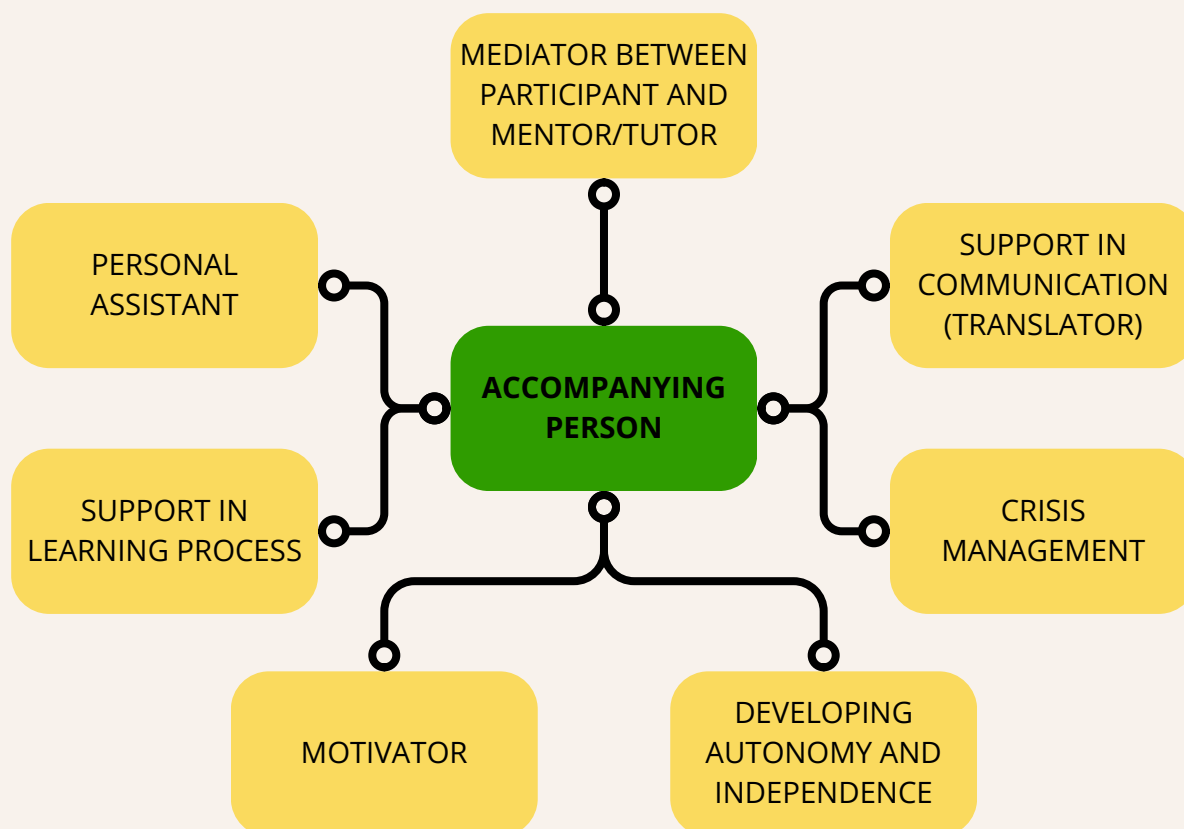 MEDIATOR BETWEEN
PARTICIPANT AND
MENTOR/TUTOR
PERSONAL
ASSISTANT
SUPPORT IN
COMMUNICATION
(TRANSLATOR)
ACCOMPANYING
PERSON
SUPPORT IN
LEARNING PROCESS
CRISIS
MANAGEMENT
MOTIVATOR
DEVELOPING
AUTONOMY AND
INDEPENDENCE